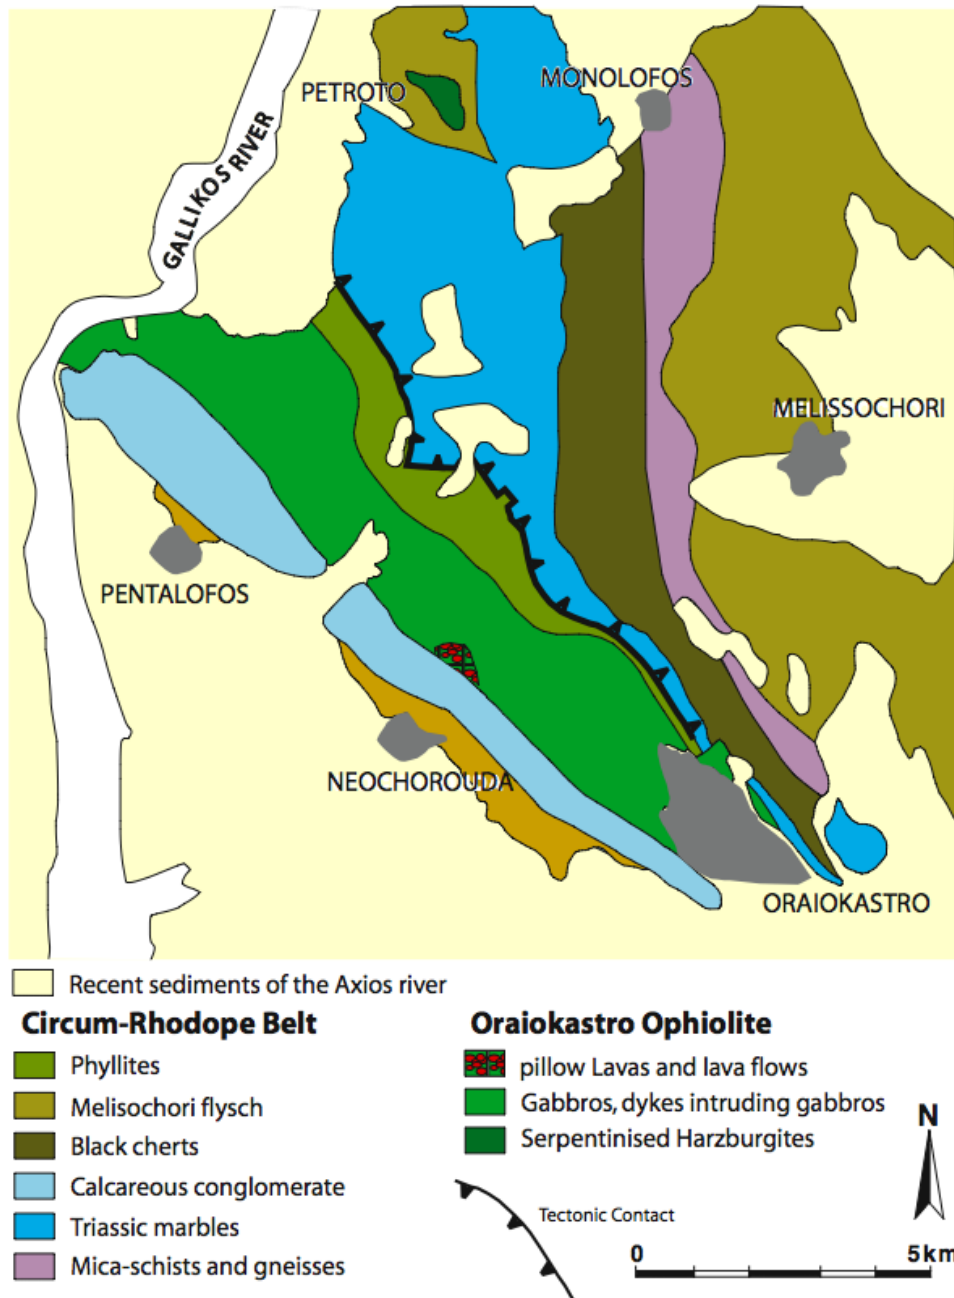 PETROTO
MONOLOFOS
GALLIKOS RIVER
MELISSOCHORI
PENTALOFOS
NEOCHOROUDA
ORAIOKASTRO
Recent sediments of the Axios river
Circum-Rhodope Belt
Phyllites
Melisochori flysch
Black cherts
Calcareous conglomerate
Triassic marbles
Mica-schists and gneisses
Oraiokastro Ophiolite
pillow Lavas and lava flows
Gabbros, dykes intruding gabbros
Serpentinised Harzburgites
Tectonic Contact
N
0 5km